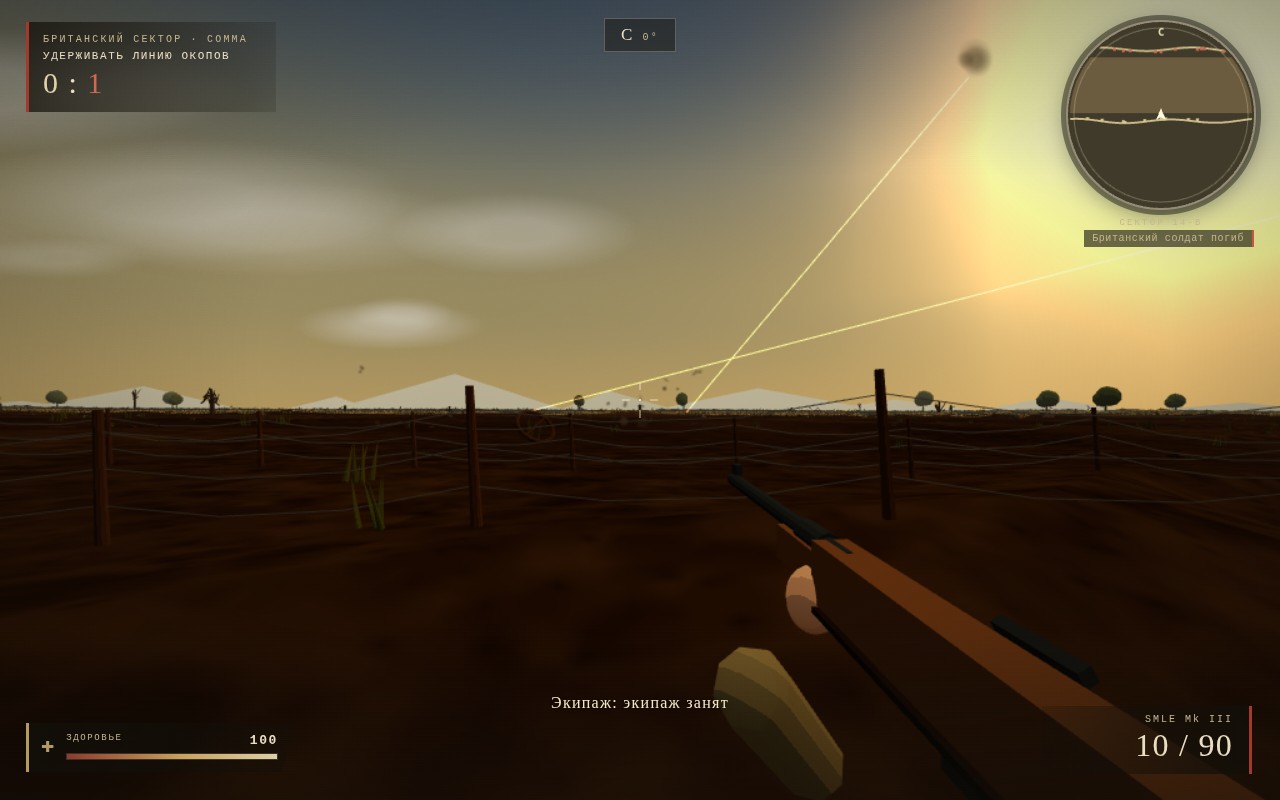 БРИТАНСКИЙ СЕКТОР · СОММА
УДЕРЖИВАТЬ ЛИНИЮ ОКОПОВ
0 : 1
С 0°
С
Британский солдат погиб
Экипаж: экипаж занят
ЗДОРОВЬЕ 100
SMLE Mk III
10 / 90